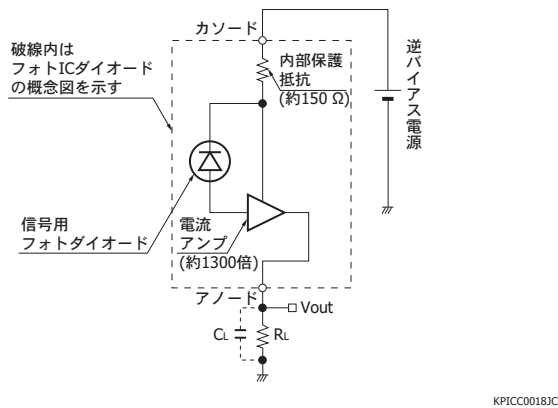 カソード
破線内は
フォトICダイオード
の概念図を示す
内部保護
抵抗
(約150 Ω)
逆バイアス電源
信号用
フォトダイオード
電流
アンプ
(約1300倍)
アノード
Vout
CL
RL
KPICC0018JC